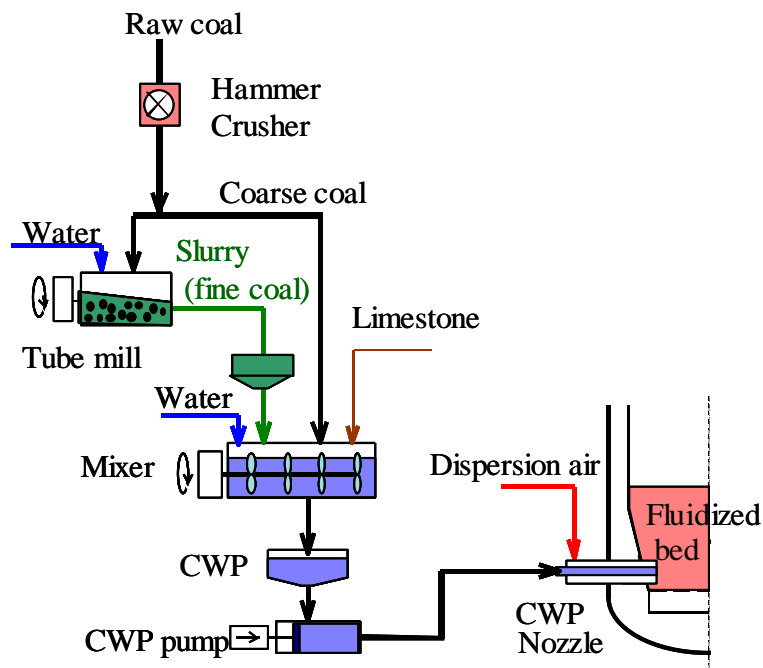 Raw coal
Hammer
Crusher
Coarse coal
Water
Slurry
(fine coal)
Limestone
Tube mill
Water
Mixer
Dispersion air
Fluidized
bed
CWP
CWP
Nozzle
CWP pump